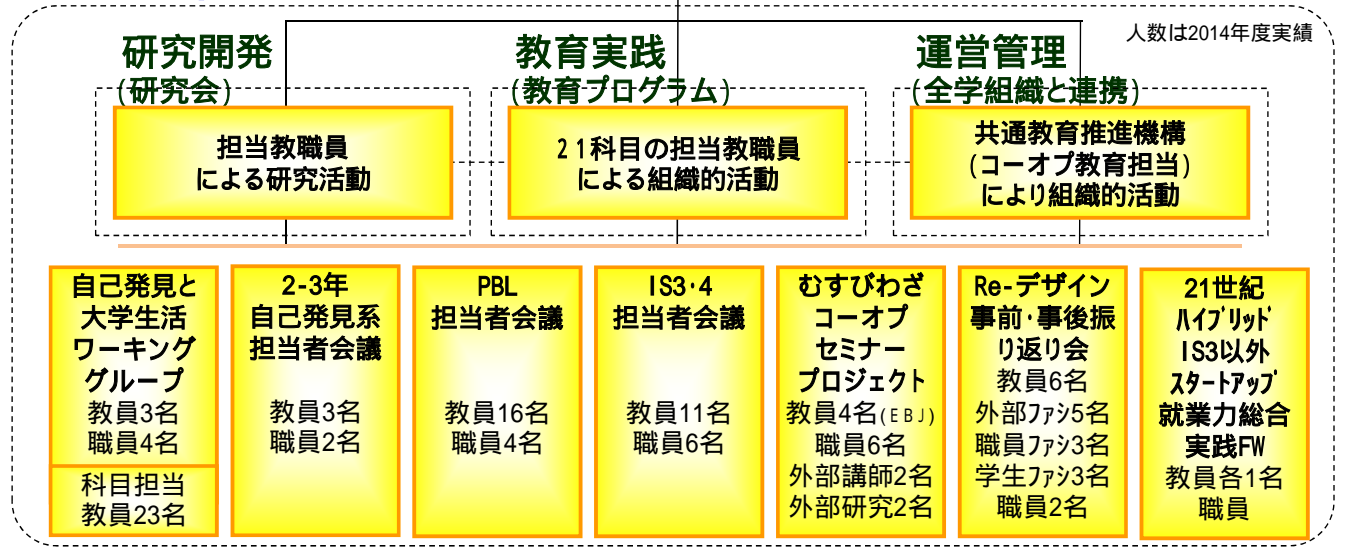 人数は2014年度実績
研究開発
(研究会)
担当教職員
による研究活動
教育実践
(教育プログラム)
21科目の担当教職員
による組織的活動
運営管理
(全学組織と連携)
共通教育推進機構
(コーオプ教育担当)
により組織的活動
自己発見と
大学生活
ワーキング
グループ
教員3名
職員4名
科目担当
教員23名
2-3年
自己発見系
担当者会議
教員3名
職員2名
PBL
担当者会議
教員16名
職員4名
IS3・4
担当者会議
教員11名
職員6名
むすびわざ
コーオプ
セミナー
プロジェクト
教員4名(EBJ)
職員6名
外部講師2名
外部研究2名
Re-デザイン
事前・事後振
り返り会
教員6名
外部ファシ5名
職員ファシ3名
学生ファシ3名
職員2名
21世紀
ハイブリッド
IS3以外
スタートアップ
就業力総合
実践FW
教員各1名
職員